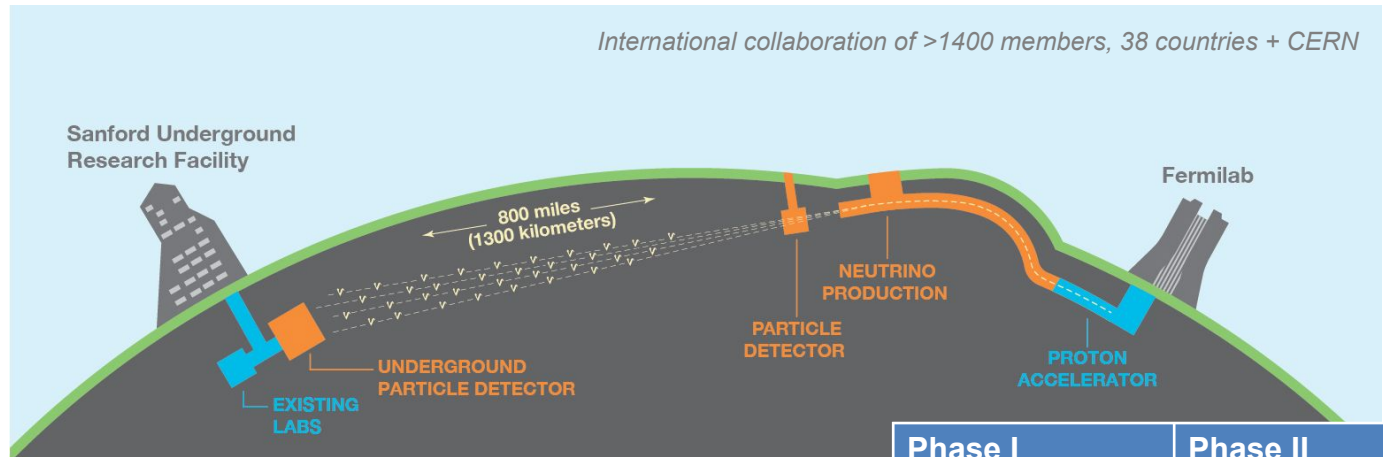 International collaboration of >1400 members, 38 countries + CERN
Sanford Underground
Research Facility
Fermilab
800 miles
(1300 kilometers)
NEUTRINO
PRODUCTION
PARTICLE
DETECTOR
PROTON
ACCELERATOR
UNDERGROUND
PARTICLE DETECTOR
EXISTING
LABS
Phase I
Phase II